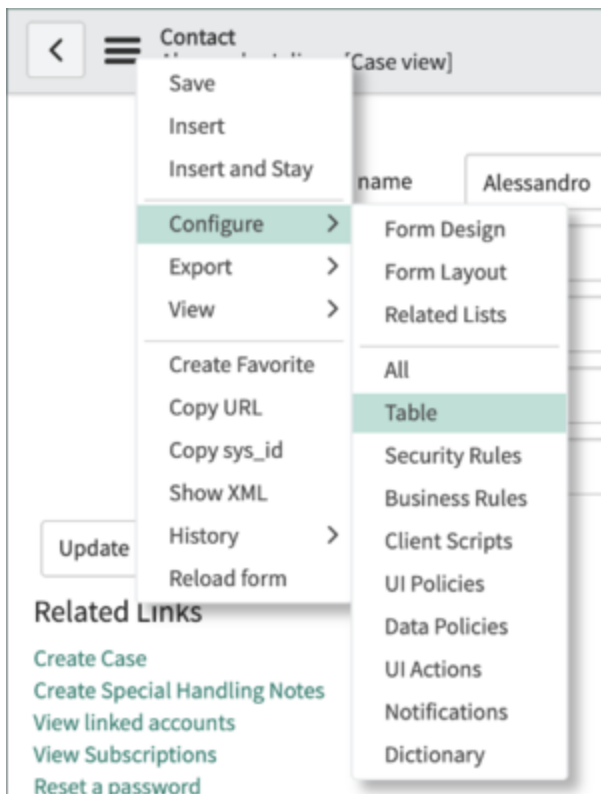 Contact
[Case view]
Save
Insert
Insert and Stay
name
Alessandro
Configure
Export
View
Create Favorite
Copy URL
Copy sys_id
Show XML
History
Reload form
Form Design
Form Layout
Related Lists
All
Table
Security Rules
Business Rules
Client Scripts
UI Policies
Data Policies
UI Actions
Notifications
Dictionary
Update
Related Links
Create Case
Create Special Handling Notes
View linked accounts
View Subscriptions
Reset a password